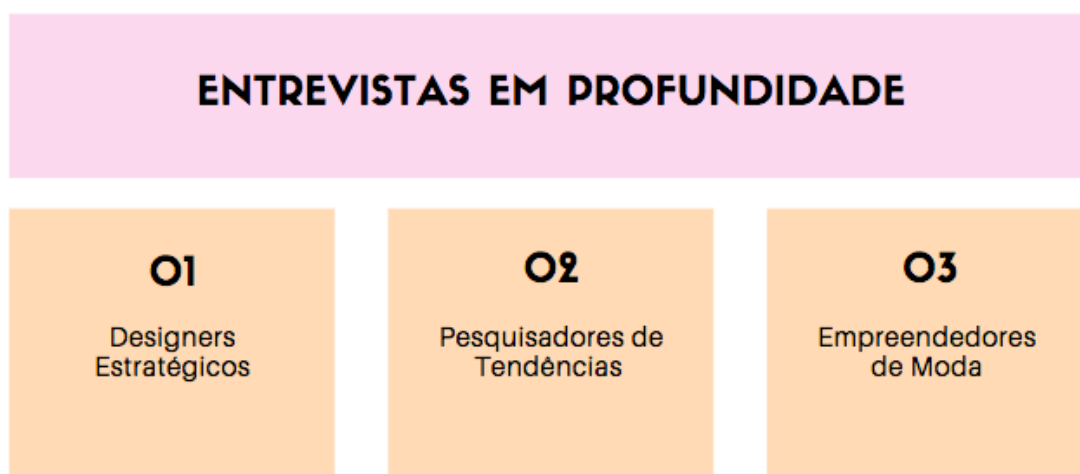 ENTREVISTAS EM PROFUNDIDADE
01
Designers
Estratégicos
02
Pesquisadores de
Tendências
03
Empreendedores
de Moda